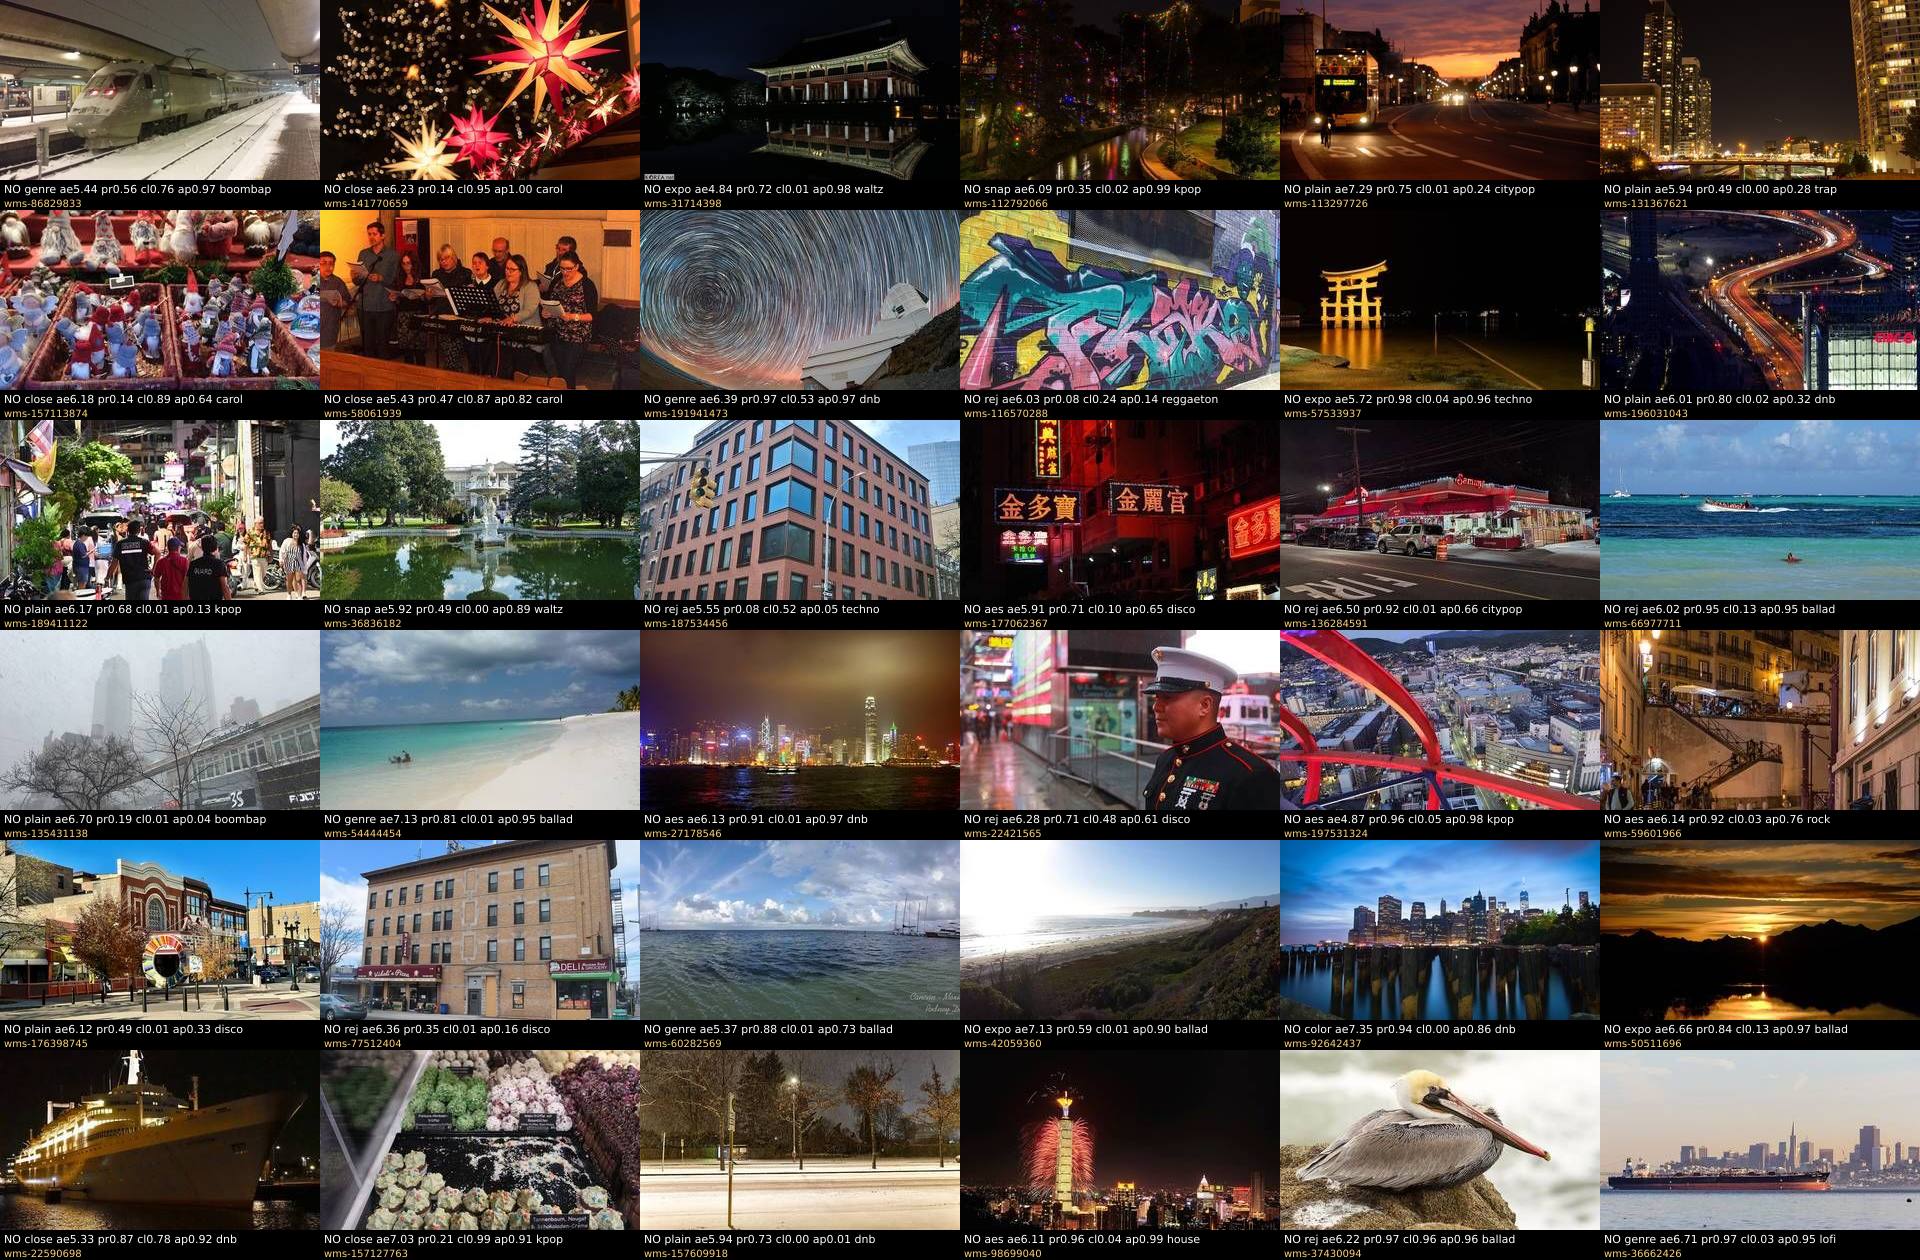 NO genre ae5.44 pr0.56 cl0.76 ap0.97 boombap
wms-86829833
NO close ae6.23 pr0.14 cl0.95 ap1.00 carol
wms-141770659
KOREA.net
NO expo ae4.84 pr0.72 cl0.01 ap0.98 waltz
wms-31714398
NO snap ae6.09 pr0.35 cl0.02 ap0.99 kpop
wms-112792066
NO plain ae7.29 pr0.75 cl0.01 ap0.24 citypop
wms-113297726
NO plain ae5.94 pr0.49 cl0.00 ap0.28 trap
wms-131367621
NO close ae6.18 pr0.14 cl0.89 ap0.64 carol
wms-157113874
Roland
NO close ae5.43 pr0.47 cl0.87 ap0.82 carol
wms-58061939
NO genre ae6.39 pr0.97 cl0.53 ap0.97 dnb
wms-191941473
NO rej ae6.03 pr0.08 cl0.24 ap0.14 reggaeton
wms-116570288
NO expo ae5.72 pr0.98 cl0.04 ap0.96 techno
wms-57533937
NO plain ae6.01 pr0.80 cl0.02 ap0.32 dnb
wms-196031043
GUARD
NO plain ae6.17 pr0.68 cl0.01 ap0.13 kpop
wms-189411122
NO snap ae5.92 pr0.49 cl0.00 ap0.89 waltz
wms-36836182
NO rej ae5.55 pr0.08 cl0.52 ap0.05 techno
wms-187534456
金多寶
金麗宮
金多寶
卡拉OK
NO aes ae5.91 pr0.71 cl0.10 ap0.65 disco
wms-177062367
FIRE
NO rej ae6.50 pr0.92 cl0.01 ap0.66 citypop
wms-136284591
NO rej ae6.02 pr0.95 cl0.13 ap0.95 ballad
wms-66977711
35
NO plain ae6.70 pr0.19 cl0.01 ap0.04 boombap
wms-135431138
NO genre ae7.13 pr0.81 cl0.01 ap0.95 ballad
wms-54444454
NO aes ae6.13 pr0.91 cl0.01 ap0.97 dnb
wms-27178546
NO rej ae6.28 pr0.71 cl0.48 ap0.61 disco
wms-22421565
NO aes ae4.87 pr0.96 cl0.05 ap0.98 kpop
wms-197531324
NO aes ae6.14 pr0.92 cl0.03 ap0.76 rock
wms-59601966
NO plain ae6.12 pr0.49 cl0.01 ap0.33 disco
wms-176398745
Pizza
DELI
NO rej ae6.36 pr0.35 cl0.01 ap0.16 disco
wms-77512404
Cancun - Mexi
NO genre ae5.37 pr0.88 cl0.01 ap0.73 ballad
wms-60282569
NO expo ae7.13 pr0.59 cl0.01 ap0.90 ballad
wms-42059360
NO color ae7.35 pr0.94 cl0.00 ap0.86 dnb
wms-92642437
NO expo ae6.66 pr0.84 cl0.13 ap0.97 ballad
wms-50511696
NO close ae5.33 pr0.87 cl0.78 ap0.92 dnb
wms-22590698
Tannenbaum, Nougat
NO close ae7.03 pr0.21 cl0.99 ap0.91 kpop
wms-157127763
NO plain ae5.94 pr0.73 cl0.00 ap0.01 dnb
wms-157609918
NO aes ae6.11 pr0.96 cl0.04 ap0.99 house
wms-98699040
NO rej ae6.22 pr0.97 cl0.96 ap0.96 ballad
wms-37430094
NO genre ae6.71 pr0.97 cl0.03 ap0.95 lofi
wms-36662426